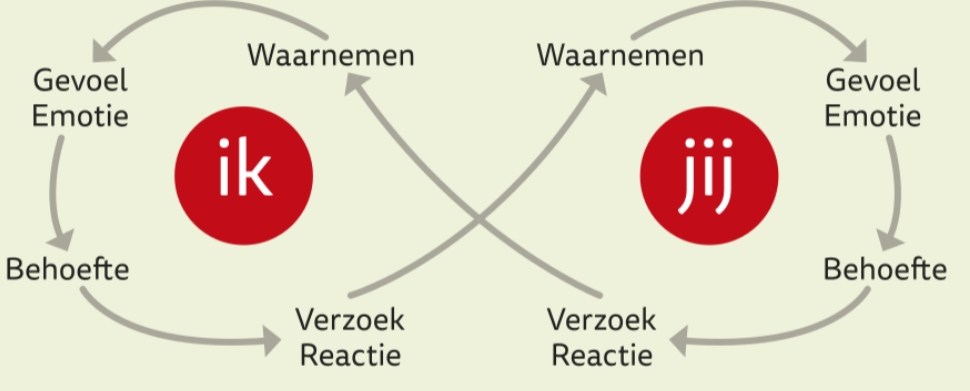 Waarnemen
Gevoel
Emotie
ik
Behoefte
Verzoek
Reactie
Waarnemen
Gevoel
Emotie
jij
Behoefte
Verzoek
Reactie